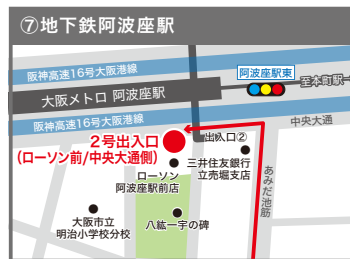 ⑦地下鉄阿波座駅
阪神高速16号大阪港線
阿波座駅東
至本町駅
大阪メトロ 阿波座駅
阪神高速16号大阪港線
中央大通
2号出入口
(ローソン前/中央大通側)
出入口②
三井住友銀行
立売堀支店
ローソン
阿波座駅前店
あみだ池筋
大阪市立
明治小学校分校
八紘一宇の碑